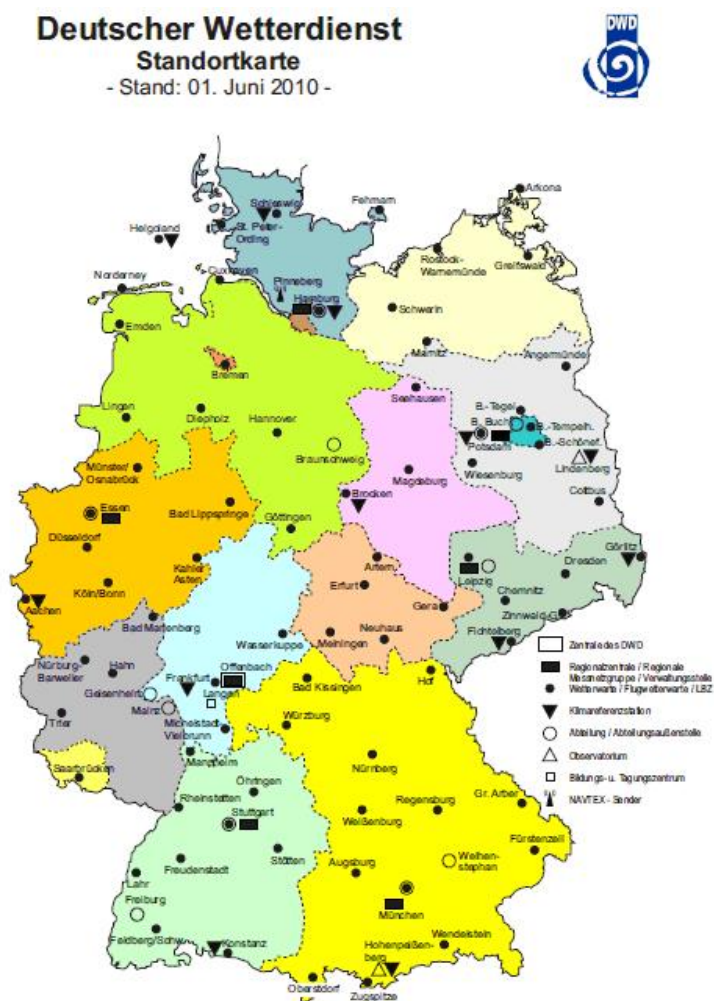 Deutscher Wetterdienst
Standortkarte
- Stand: 01. Juni 2010 -
DWD
Arkona
Schleswig
Fehmarn
Helgoland
St. Peter-
Ording
Rostock-
Warnemünde
Greifswald
Norderney
Cuxhaven
Pinneberg
Hamburg
Schwerin
Emden
Marnitz
Angermünde
Bremen
Seehausen
Lingen
Diepholz
Hannover
B.-Tegel
B. Buch
B.-Tempelh.
Potsdam
B.-Schönef.
Braunschweig
Lindenberg
Münster/
Osnabrück
Magdeburg
Wiesenburg
Brocken
Cottbus
Essen
Bad Lippspringe
Göttingen
Düsseldorf
Kahler
Asten
Artern
Leipzig
Dresden
Görlitz
Köln/Bonn
Erfurt
Chemnitz
Aachen
Gera
Zinnwald-G.
Bad Marienberg
Wasserkuppe
Meiningen
Neuhaus
Fichtelberg
Zentrale des DWD
Nürburg-
Barweiler
Hahn
Frankfurt
Offenbach
Bad Kissingen
Hof
Regionalzentrale / Regionale
Messnetzgruppe / Verwaltungsstelle
Geisenheim
Langen
Wetterwarte / Flugwetterwarte / LBZ
Trier
Mainz
Michelstadt-
Vielbrunn
Würzburg
Klimareferenzstation
Abteilung / Abteilungsaußenstelle
Mannheim
Observatorium
Saarbrücken
Nürnberg
Bildungs- u. Tagungszentrum
Öhringen
Gr. Arber
NAVTEX - Sender
Rheinstetten
Stuttgart
Weißenburg
Regensburg
Fürstenzell
Stötten
Freudenstadt
Augsburg
Weihen-
stephan
Lahr
Freiburg
München
Feldberg/Schw.
Konstanz
Wendelstein
Hohenpeißen-
berg
Oberstdorf
Zugspitze